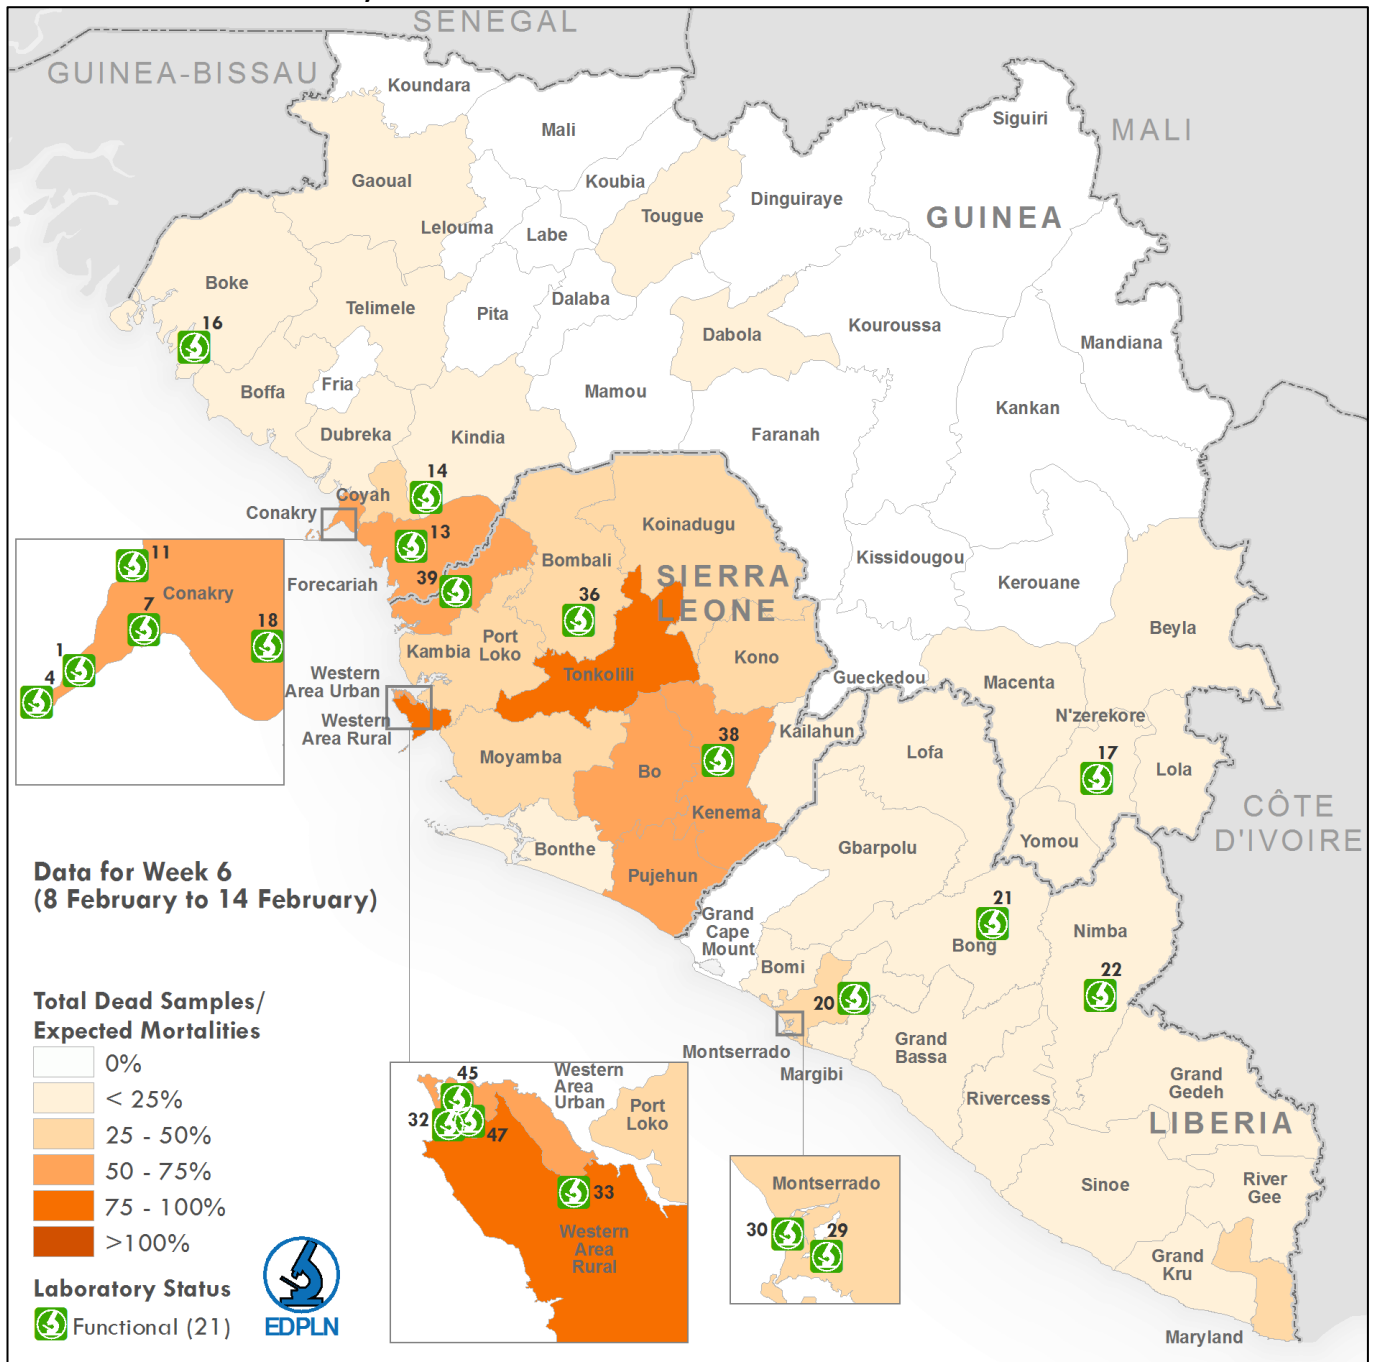 SENEGAL
GUINEA-BISSAU
Koundara
Mali
Siguiri
MALI
Gaoual
Koubia
Tougue
Dinguiraye
GUINEA
Lelouma
Labe
Boke
Telimele
Pita
Dalaba
Dabola
Kouroussa
Mandiana
16
Boffa
Fria
Mamou
Kankan
Dubreka
Kindia
Faranah
14
Coyah
Conakry
13
Koinadugu
Bombali
Kissidougou
Kerouane
Forecariah
39
36
SIERRA
LEONE
11
Conakry
7
18
1
4
Port
Loko
Kambia
Kono
Beyla
Western
Area Urban
Tonkolili
Gueckedou
Macenta
Western
Area Rural
N'zerekore
Kailahun
38
17
Moyamba
Bo
Lofa
Lola
Kenema
CÔTE
D'IVOIRE
Bonthe
Gbarpolu
Yomou
Pujehun
Data for Week 6
(8 February to 14 February)
21
Grand
Cape
Mount
Bong
Nimba
Bomi
22
20
Total Dead Samples/
Expected Mortalities
0%
< 25%
25 - 50%
50 - 75%
75 - 100%
>100%
Laboratory Status
Functional (21)
EDPLN
Grand
Bassa
Montserrado
Margibi
Rivercess
Grand
Gedeh
LIBERIA
45
Western
Area
Urban
Port
Loko
32
47
33
Western
Area
Rural
Montserrado
30
29
Sinoe
River
Gee
Grand
Kru
Maryland